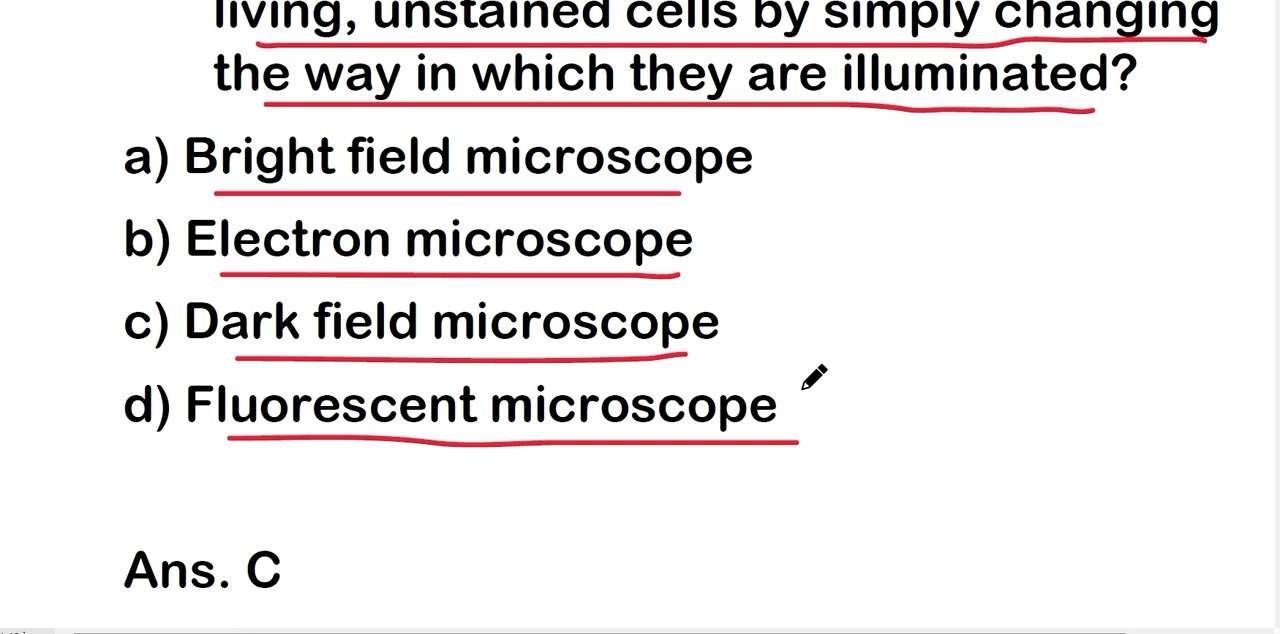 living, unstained cells by simply changing
the way in which they are illuminated?
a) Bright field microscope
b) Electron microscope
c) Dark field microscope
d) Fluorescent microscope
Ans. C